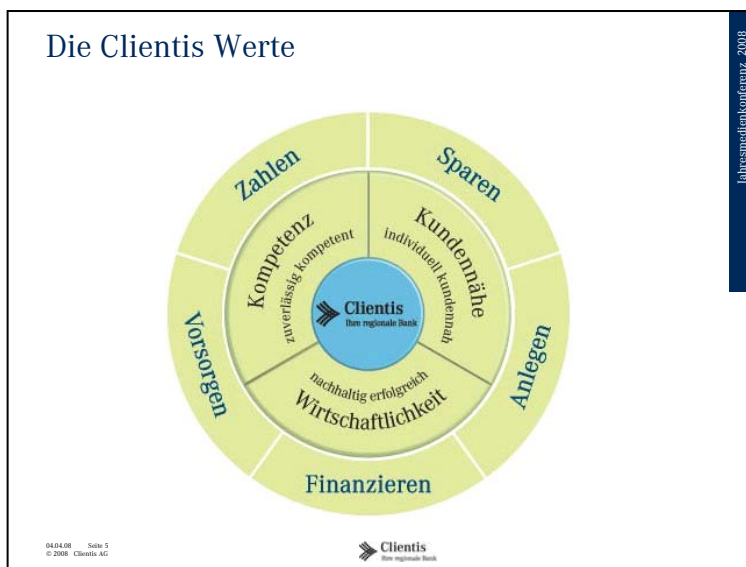 Die Clientis Werte
Jahresmedienkonferenz 2008
Zahlen
Sparen
Kompetenz
zuverlässig kompetent
Kundennähe
individuell kundennah
Clientis
Ihre regionale Bank
Vorsorgen
Anlegen
nachhaltig erfolgreich
Wirtschaftlichkeit
Finanzieren
04.04.08 Seite 5
© 2008 Clientis AG
Clientis
Ihre regionale Bank